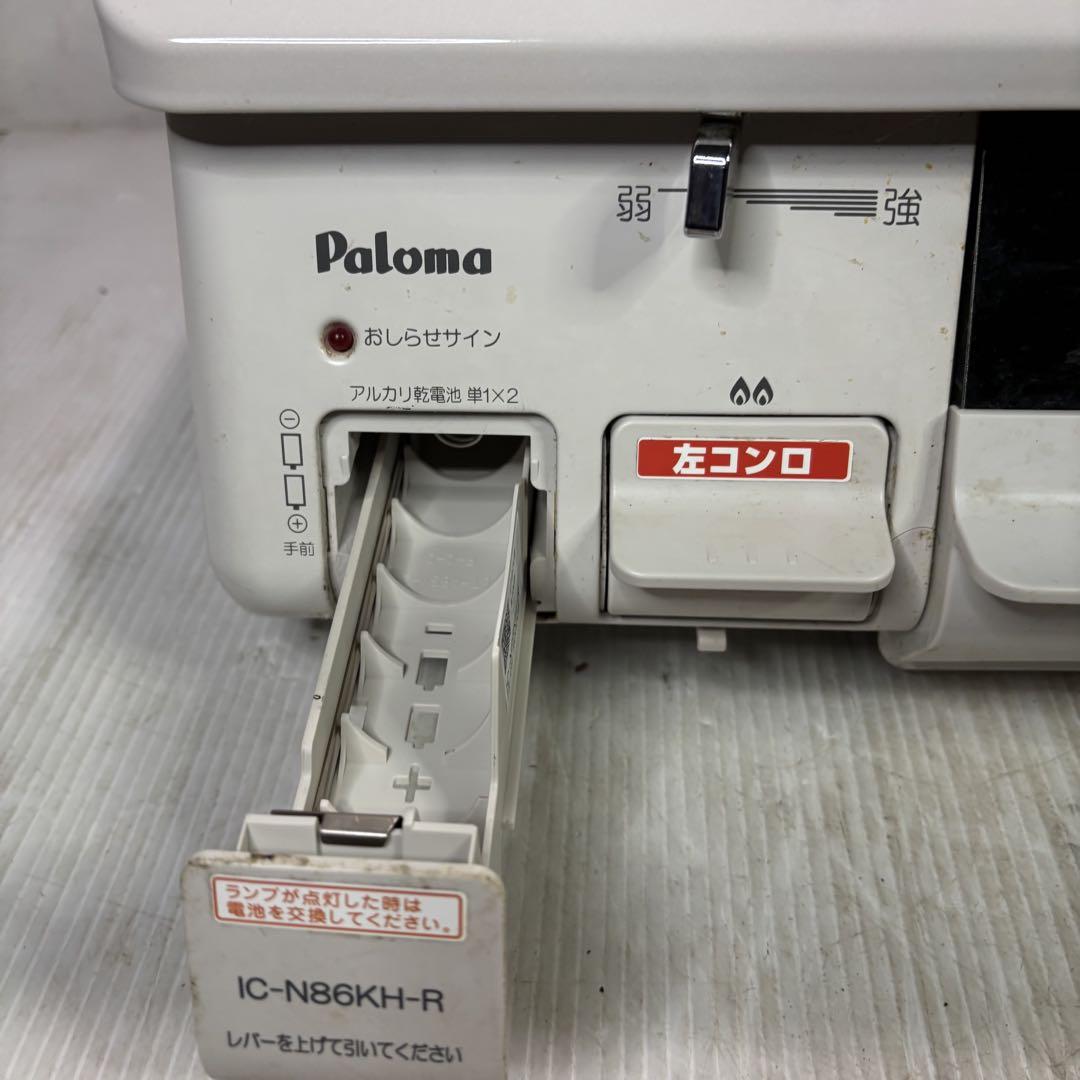 弱 強
Paloma
おしらせサイン
アルカリ乾電池 単1×2
⊖
⊕
手前
左コンロ
ランプが点灯した時は
電池を交換してください。
IC-N86KH-R
レバーを上げて引いてください